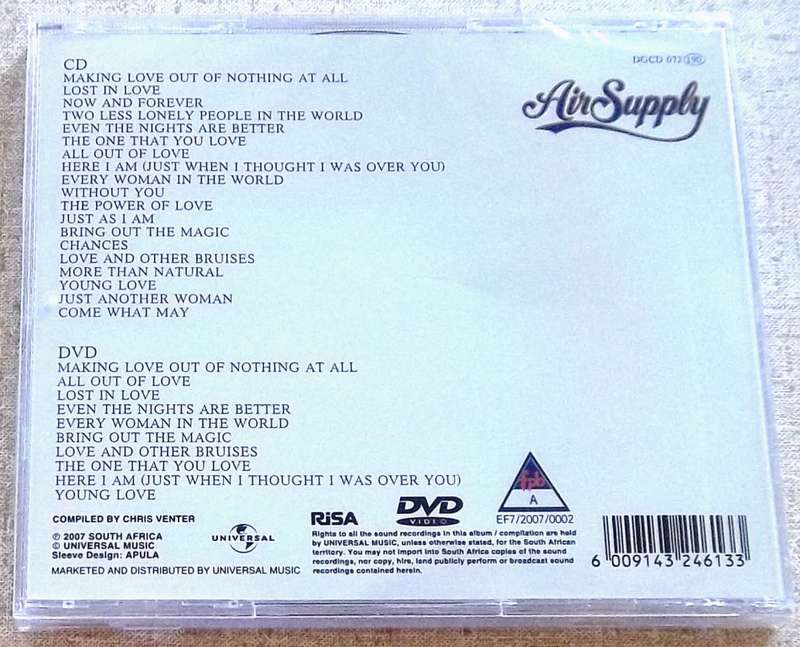 DGCD 072 (190)
Air Supply
CD
MAKING LOVE OUT OF NOTHING AT ALL
LOST IN LOVE
NOW AND FOREVER
TWO LESS LONELY PEOPLE IN THE WORLD
EVEN THE NIGHTS ARE BETTER
THE ONE THAT YOU LOVE
ALL OUT OF LOVE
HERE I AM (JUST WHEN I THOUGHT I WAS OVER YOU)
EVERY WOMAN IN THE WORLD
WITHOUT YOU
THE POWER OF LOVE
JUST AS I AM
BRING OUT THE MAGIC
CHANCES
LOVE AND OTHER BRUISES
MORE THAN NATURAL
YOUNG LOVE
JUST ANOTHER WOMAN
COME WHAT MAY
DVD
MAKING LOVE OUT OF NOTHING AT ALL
ALL OUT OF LOVE
LOST IN LOVE
EVEN THE NIGHTS ARE BETTER
EVERY WOMAN IN THE WORLD
BRING OUT THE MAGIC
LOVE AND OTHER BRUISES
THE ONE THAT YOU LOVE
HERE I AM (JUST WHEN I THOUGHT I WAS OVER YOU)
YOUNG LOVE
COMPILED BY CHRIS VENTER
℗ 2007 SOUTH AFRICA
© UNIVERSAL MUSIC
Sleeve Design: APULA
MARKETED AND DISTRIBUTED BY UNIVERSAL MUSIC
UNIVERSAL
RiSA
DVD
VIDEO
fpb
A
EF7/2007/0002
Rights to all the sound recordings in this album / compilation are held
by UNIVERSAL MUSIC, unless otherwise stated, for the South African
territory. You may not import into South Africa copies of the sound
recordings, nor copy, hire, land publicly perform or broadcast sound
recordings contained herein.
6 009143 246133